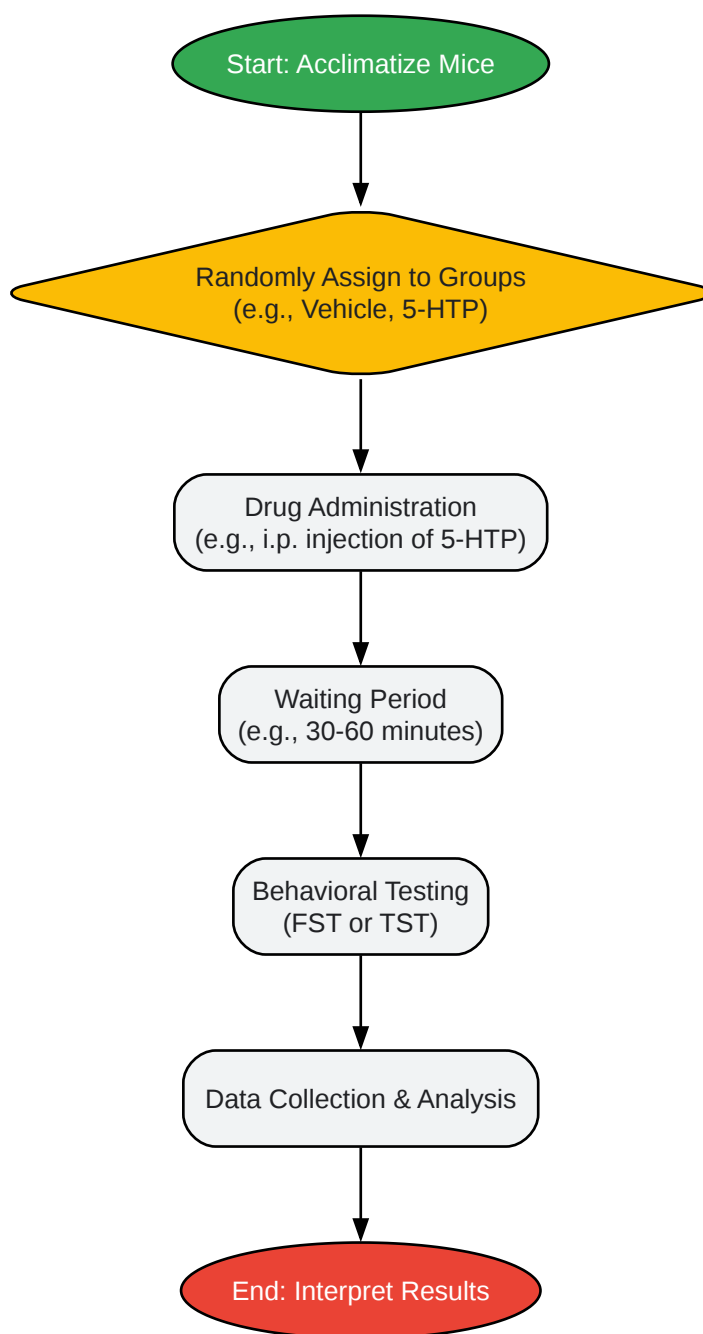 Start: Acclimatize Mice
Randomly Assign to Groups
(e.g., Vehicle, 5-HTP)
Drug Administration
(e.g., i.p. injection of 5-HTP)
Waiting Period
(e.g., 30-60 minutes)
Behavioral Testing
(FST or TST)
Data Collection & Analysis
End: Interpret Results